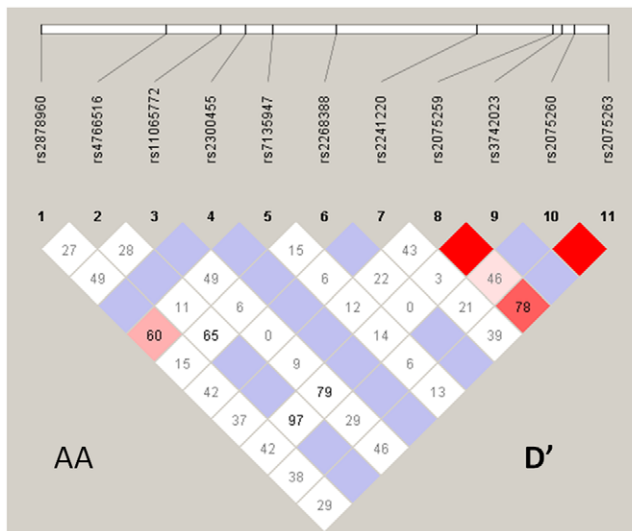 rs2878960
rs4766516
rs11065772
rs2300455
rs7135947
rs2268388
rs2241220
rs2075259
rs3742023
rs2075260
rs2075263
1 2 3 4 5 6 7 8 9 10 11
27 28 15 43
49 49 6 22 3 46
11 6 12 0 21 78
60 65 0 14 39
15 9 6
42 79 13
37 97 29
42 46
AA D'
38
29